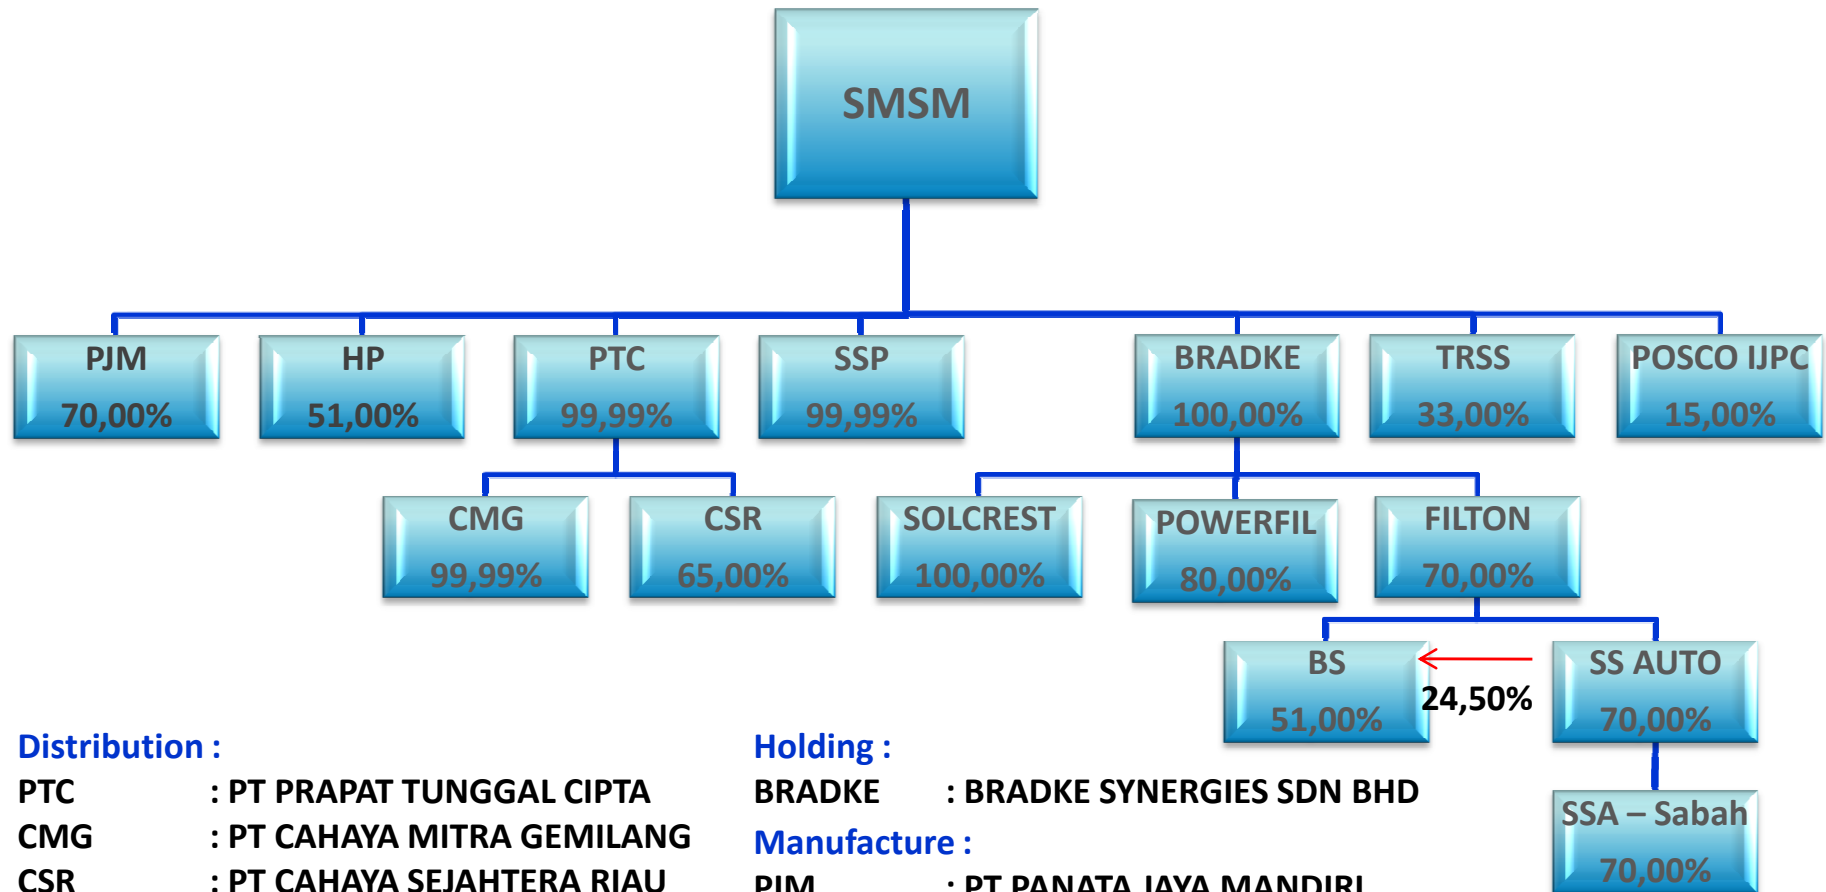 SMSM
PJM
70,00%
HP
51,00%
PTC
99,99%
SSP
99,99%
BRADKE
100,00%
TRSS
33,00%
POSCO IJPC
15,00%
CMG
99,99%
CSR
65,00%
SOLCREST
100,00%
POWERFIL
80,00%
FILTON
70,00%
BS
51,00%
24,50%
SS AUTO
70,00%
SSA – Sabah
70,00%
Distribution :
PTC : PT PRAPAT TUNGGAL CIPTA
CMG : PT CAHAYA MITRA GEMILANG
CSR : PT CAHAYA SEJAHTERA RIAU
Holding :
BRADKE : BRADKE SYNERGIES SDN BHD
Manufacture :
PJM : PT PANATA JAYA MANDIRI